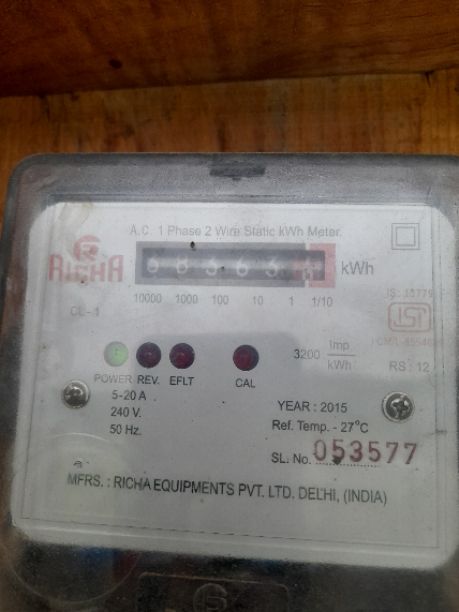 A.C. 1 Phase 2 Wire Static kWh Meter.
RICHA
kWh
10000 1000 100 10 1 1/10
IS: 13779
CL-1
ISI
3200 Imp/kWh
RS: 12
POWER REV. EFLT CAL
5-20 A
240 V.
50 Hz.
YEAR : 2015
Ref. Temp. - 27°C
SL. No. 053577
MFRS. : RICHA EQUIPMENTS PVT. LTD. DELHI, (INDIA)